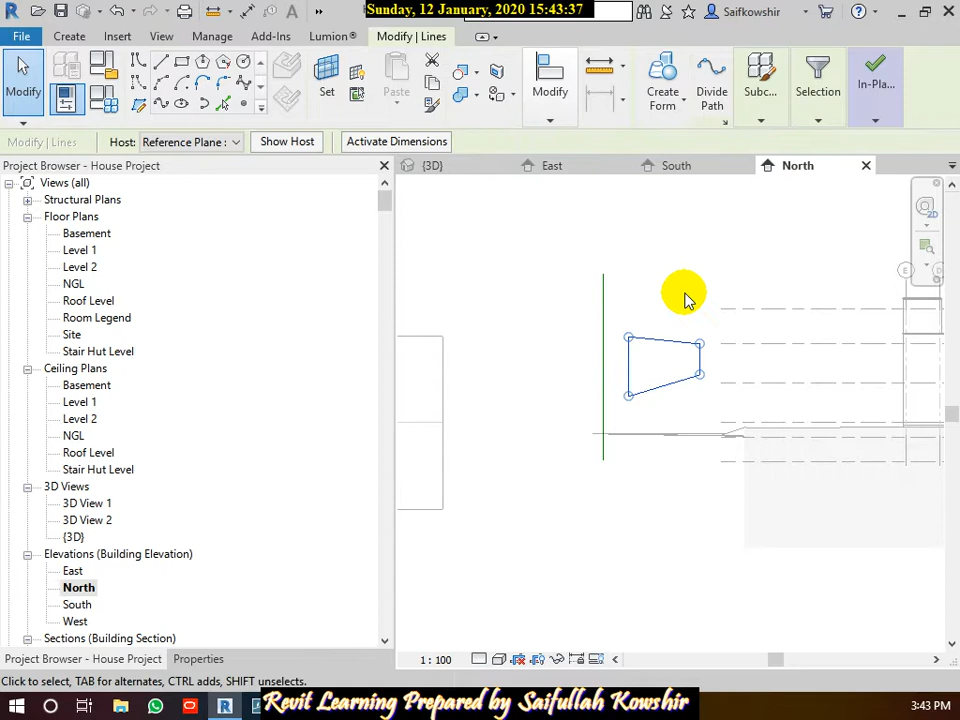 Sunday, 12 January, 2020 15:43:37
Saifkowshir
File
Create
Insert
View
Manage
Add-Ins
Lumion®
Modify | Lines
Modify
Set
Paste
Modify
Create Form
Divide Path
Subc...
Selection
In-Pla...
Modify | Lines
Host:
Reference Plane :
Show Host
Activate Dimensions
Project Browser - House Project
{3D}
East
South
North
Views (all)
Structural Plans
Floor Plans
Basement
Level 1
Level 2
NGL
Roof Level
Room Legend
Site
Stair Hut Level
Ceiling Plans
Basement
Level 1
Level 2
NGL
Roof Level
Stair Hut Level
3D Views
3D View 1
3D View 2
{3D}
Elevations (Building Elevation)
East
North
South
West
Sections (Building Section)
2D
E
Project Browser - House Project
Properties
1 : 100
Click to select, TAB for alternates, CTRL adds, SHIFT unselects.
Revit Learning Prepared by Saifullah Kowshir
3:43 PM